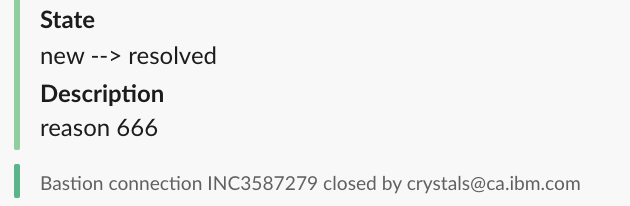 State
new --> resolved
Description
reason 666
Bastion connection INC3587279 closed by crystals@ca.ibm.com